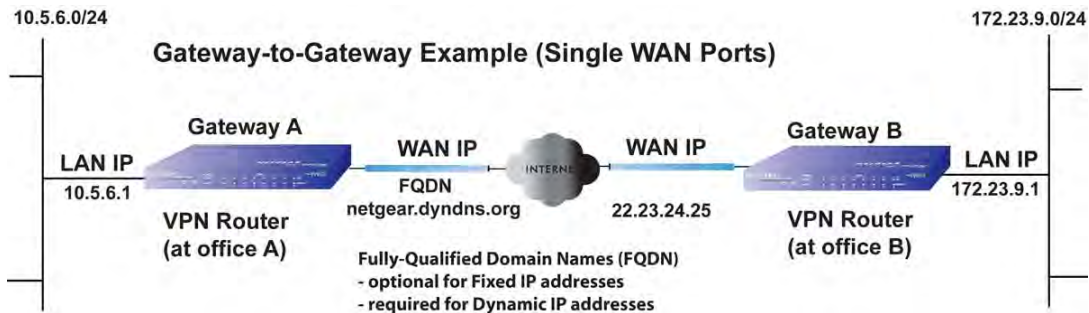 10.5.6.0/24
172.23.9.0/24
Gateway-to-Gateway Example (Single WAN Ports)
Gateway A
WAN IP
WAN IP
Gateway B
LAN IP
INTERNE
LAN IP
10.5.6.1
FQDN
172.23.9.1
netgear.dyndns.org
22.23.24.25
VPN Router
(at office A)
VPN Router
(at office B)
Fully-Qualified Domain Names (FQDN)
- optional for Fixed IP addresses
- required for Dynamic IP addresses